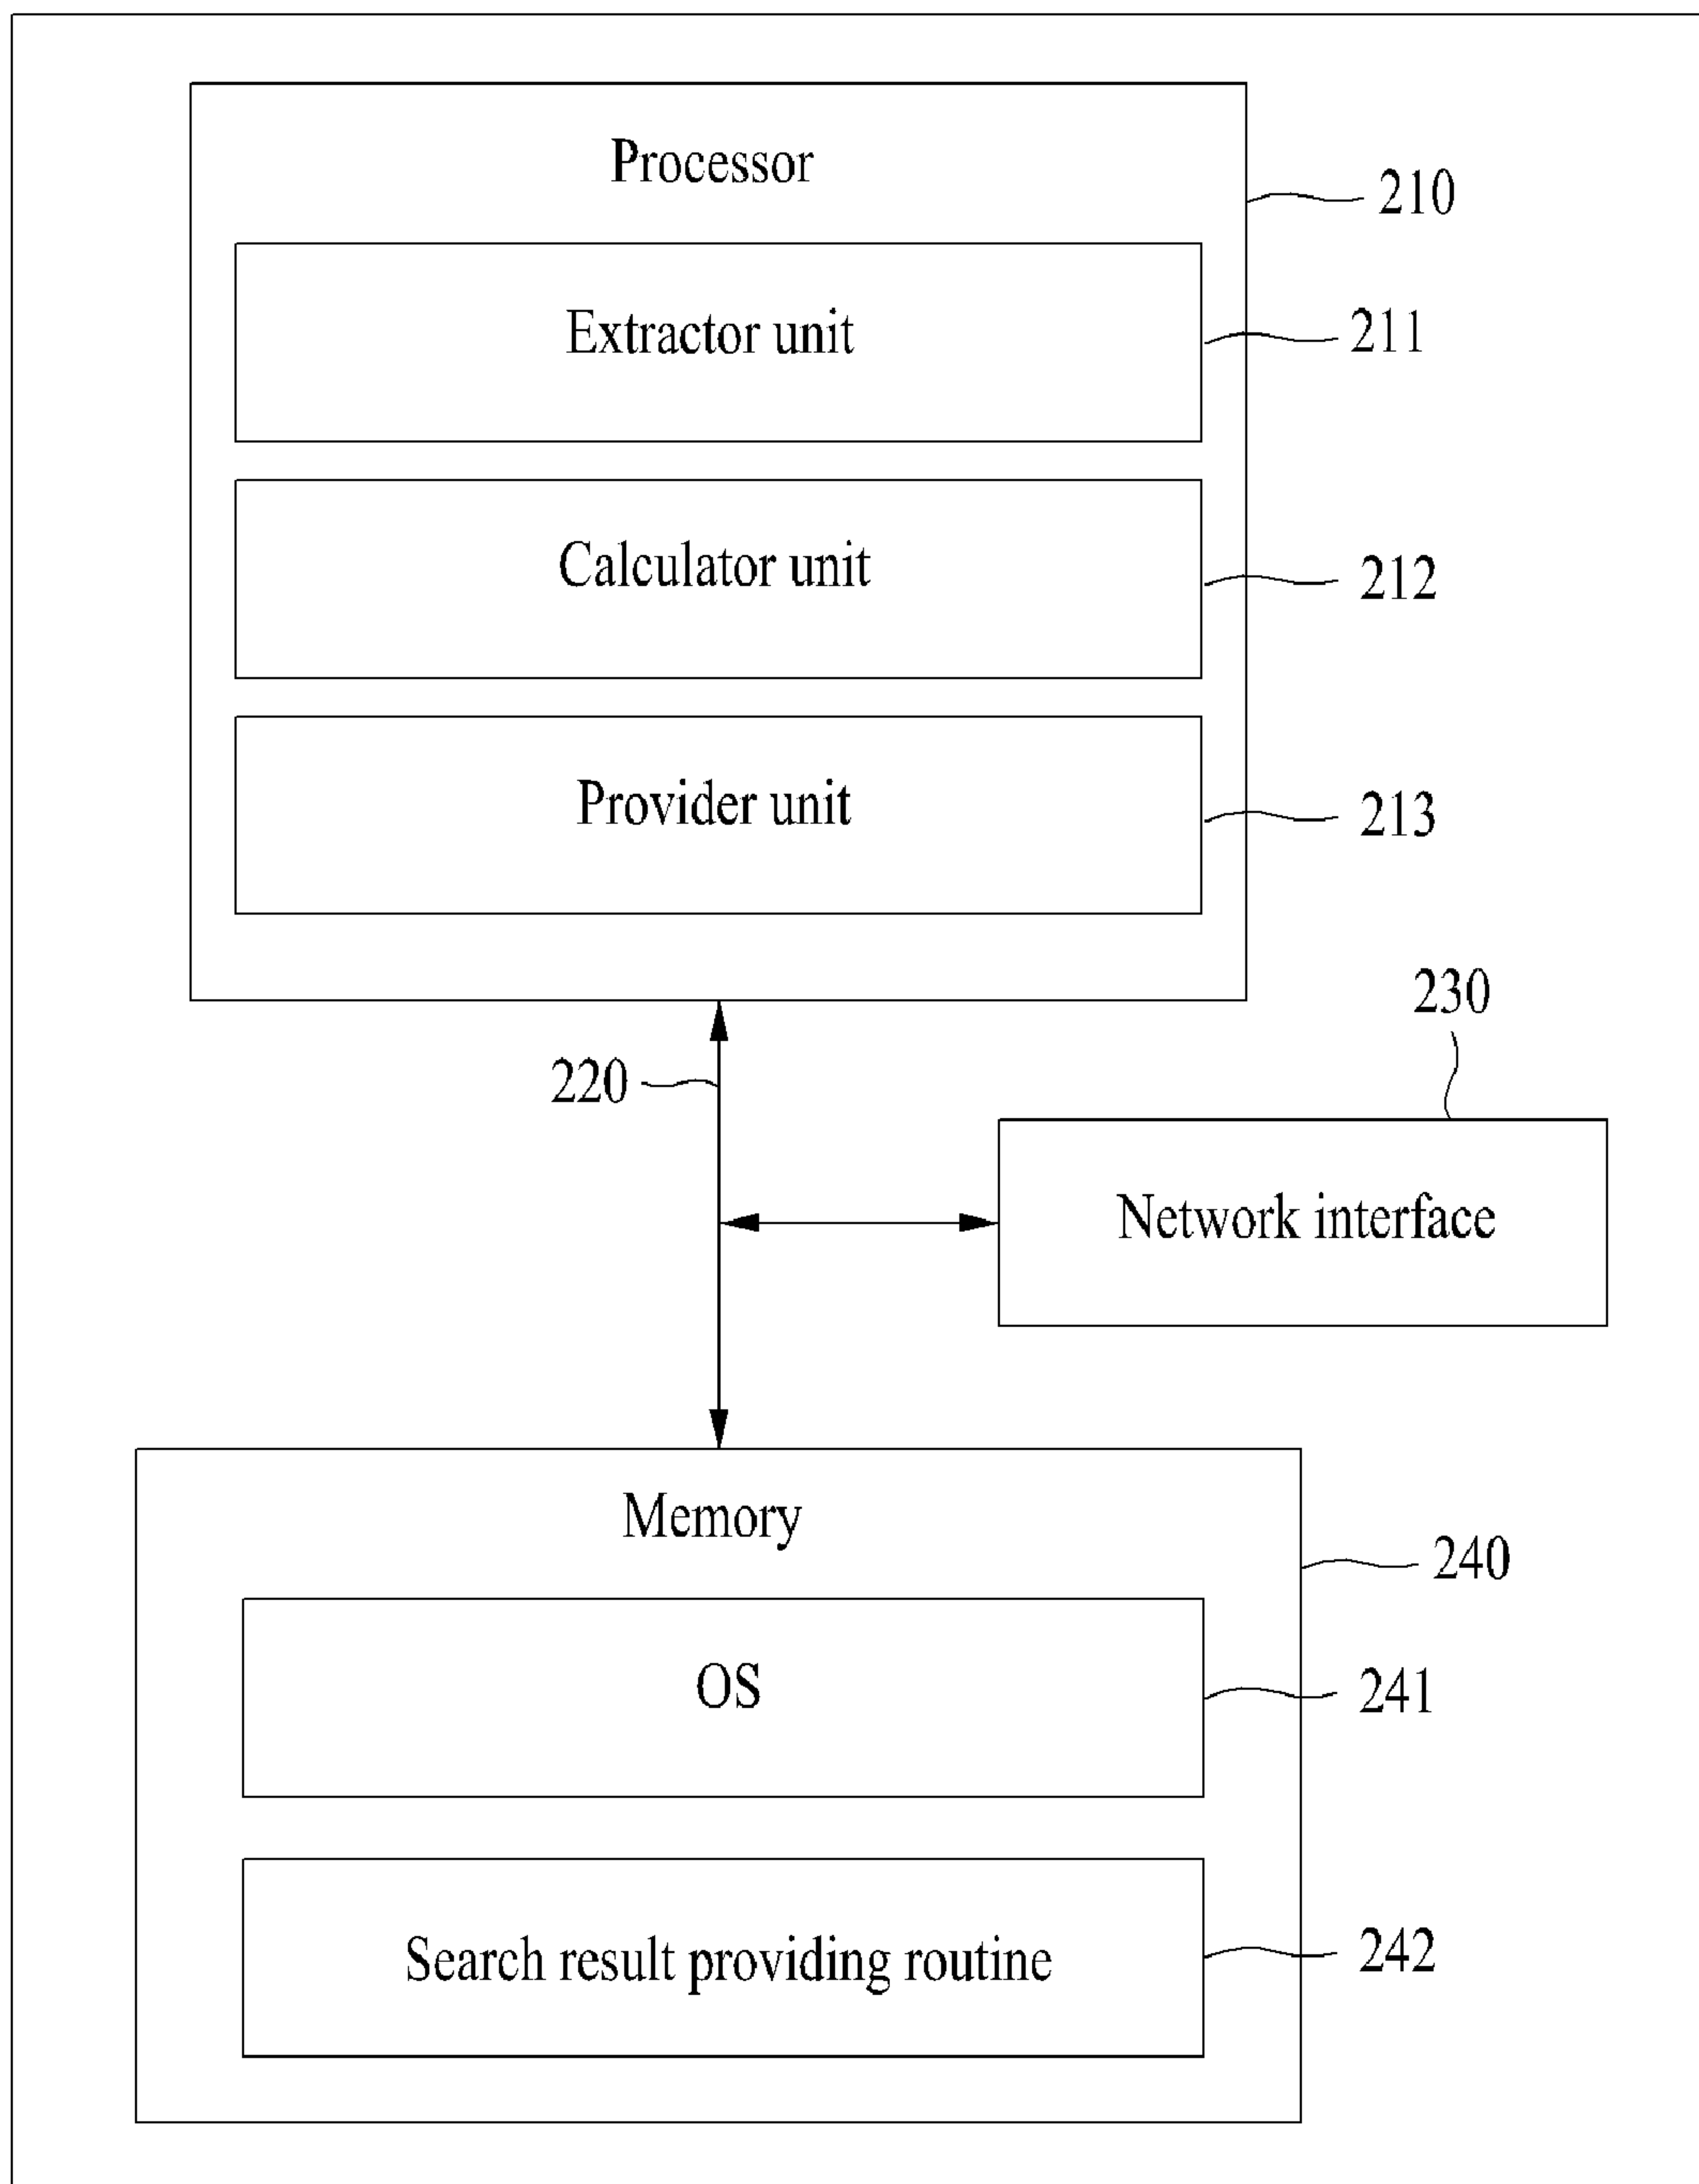 Processor
210
Extractor unit
211
Calculator unit
212
Provider unit
213
230
220
Network interface
Memory
240
OS
241
Search result providing routine
242